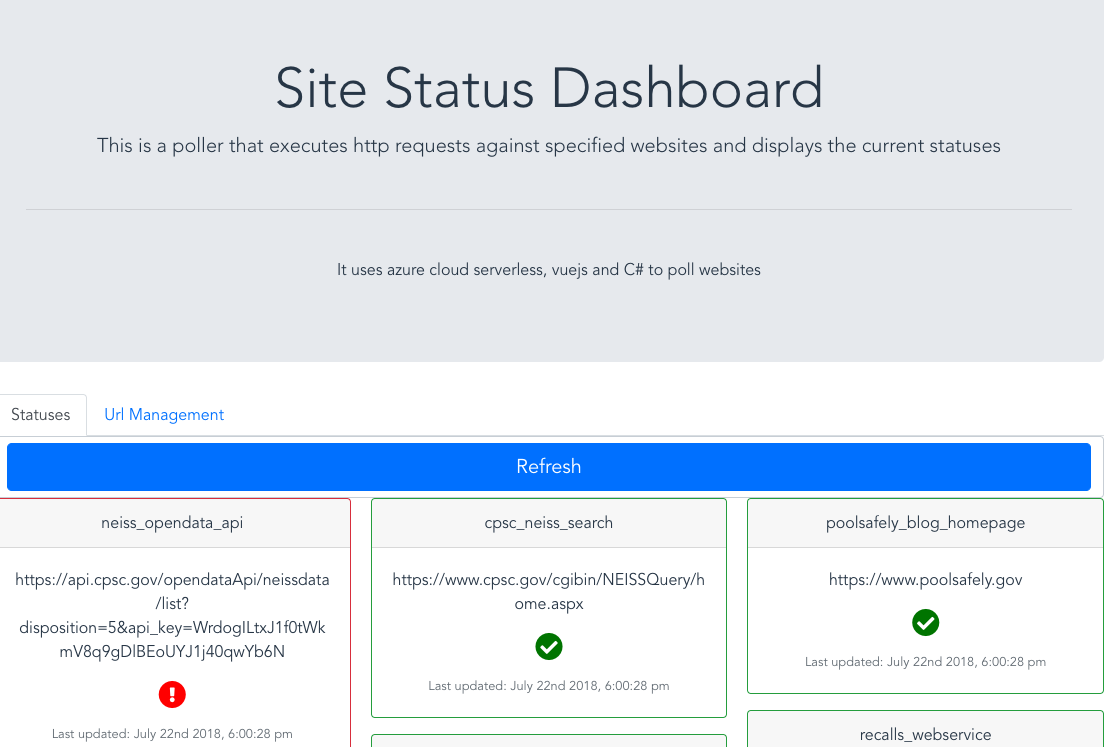 Site Status Dashboard
This is a poller that executes http requests against specified websites and displays the current statuses
It uses azure cloud serverless, vuejs and C# to poll websites
Statuses
Url Management
Refresh
neiss_opendata_api
https://api.cpsc.gov/opendataApi/neissdata
/list?
disposition=5&api_key=WrdogILtxJ1f0tWk
mV8q9gDlBEoUYJ1j40qwYb6N
Last updated: July 22nd 2018, 6:00:28 pm
cpsc_neiss_search
https://www.cpsc.gov/cgibin/NEISSQuery/h
ome.aspx
Last updated: July 22nd 2018, 6:00:28 pm
poolsafely_blog_homepage
https://www.poolsafely.gov
Last updated: July 22nd 2018, 6:00:28 pm
recalls_webservice